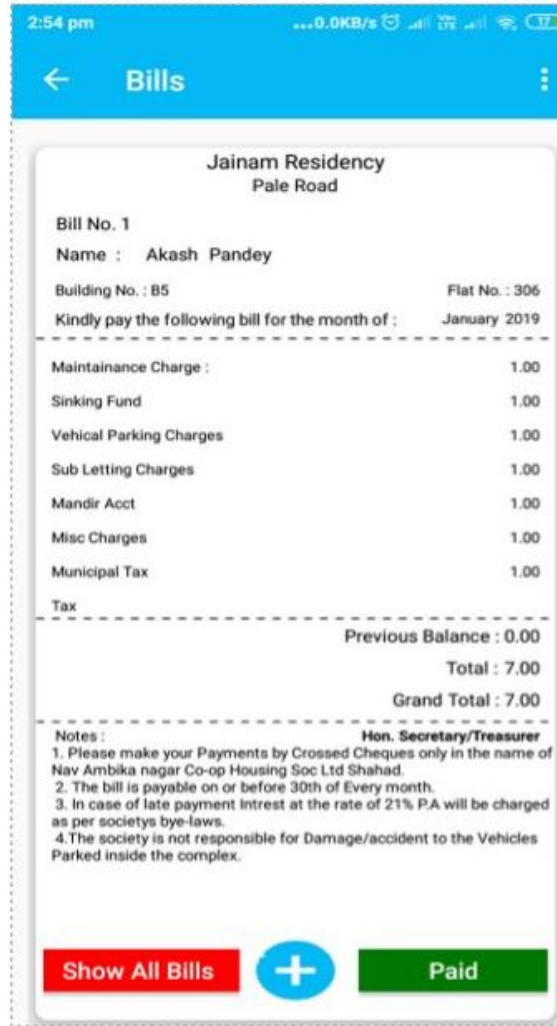 2:54 pm ...0.0KB/s VoLTE 17
Bills
Jainam Residency
Pale Road
Bill No. 1
Name : Akash Pandey
Building No. : B5 Flat No. : 306
Kindly pay the following bill for the month of : January 2019
Maintainance Charge : 1.00
Sinking Fund 1.00
Vehical Parking Charges 1.00
Sub Letting Charges 1.00
Mandir Acct 1.00
Misc Charges 1.00
Municipal Tax 1.00
Tax
Previous Balance : 0.00
Total : 7.00
Grand Total : 7.00
Notes : Hon. Secretary/Treasurer
1. Please make your Payments by Crossed Cheques only in the name of
Nav Ambika nagar Co-op Housing Soc Ltd Shahad.
2. The bill is payable on or before 30th of Every month.
3. In case of late payment Intrest at the rate of 21% P.A will be charged
as per societys bye-laws.
4.The society is not responsible for Damage/accident to the Vehicles
Parked inside the complex.
Show All Bills + Paid